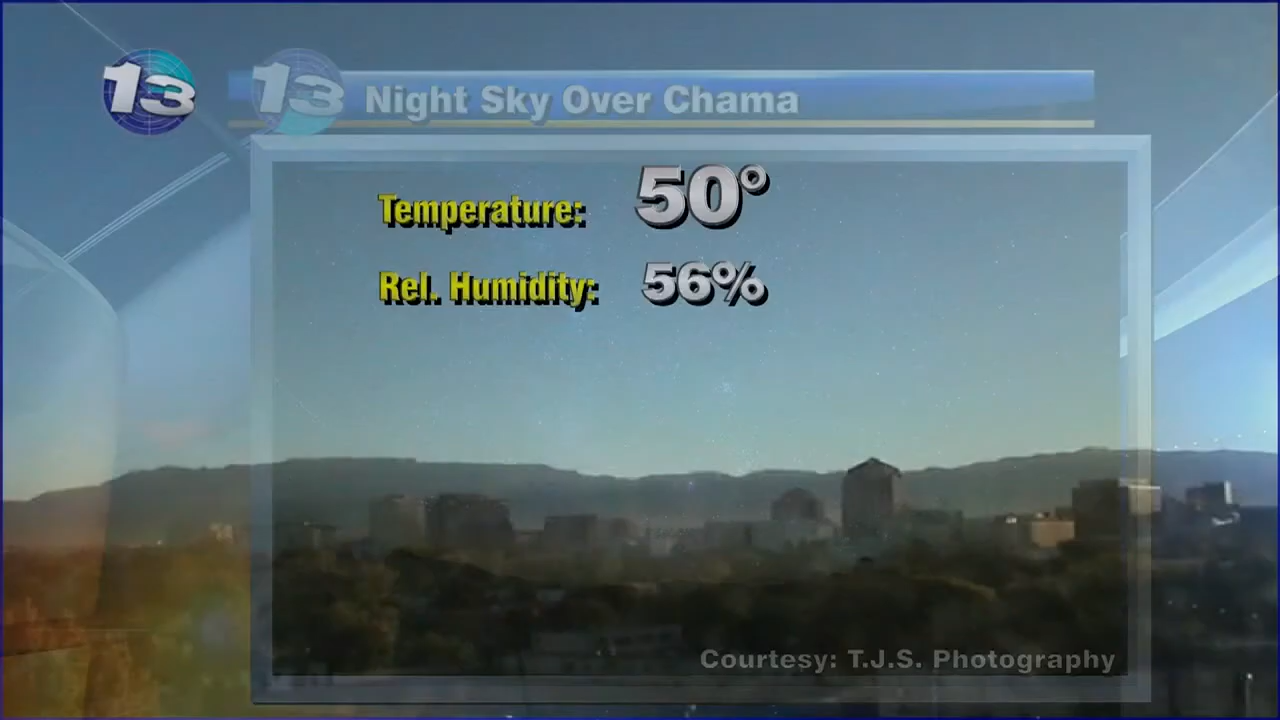 13
13 Night Sky Over Chama
Temperature: 50°
Rel. Humidity: 56%
Courtesy: T.J.S. Photography